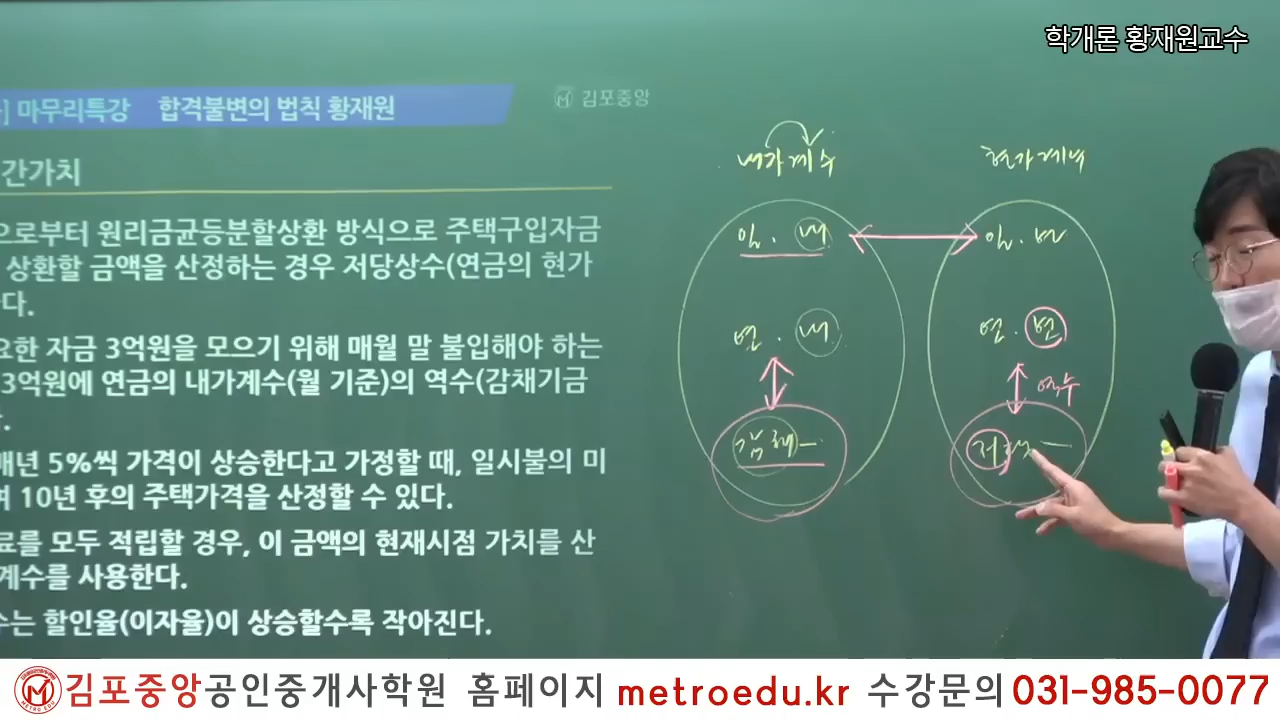 학개론 황재원교수
] 마무리특강 합격불변의 법칙 황재원
김포중앙
간가치
으로부터 원리금균등분할상환 방식으로 주택구입자금
상환할 금액을 산정하는 경우 저당상수(연금의 현가
다.
요한 자금 3억원을 모으기 위해 매월 말 불입해야 하는
3억원에 연금의 내가계수(월 기준)의 역수(감채기금
.
매년 5%씩 가격이 상승한다고 가정할 때, 일시불의 미
여 10년 후의 주택가격을 산정할 수 있다.
료를 모두 적립할 경우, 이 금액의 현재시점 가치를 산
계수를 사용한다.
수는 할인율(이자율)이 상승할수록 작아진다.
내가계수 현가계수
일. 내 일. 현
연. 내 연. 현
역수
감채 저상
김포중앙공인중개사학원 홈페이지 metroedu.kr 수강문의 031-985-0077
METRO EDU